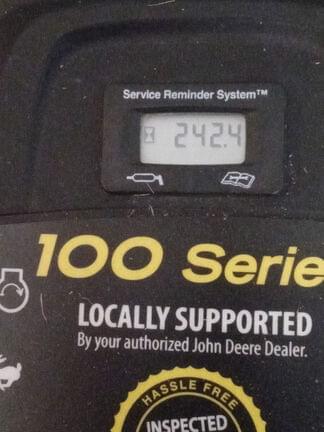 Service Reminder System™
242.4
100 Serie
LOCALLY SUPPORTED
By your authorized John Deere Dealer.
HASSLE FREE
INSPECTED